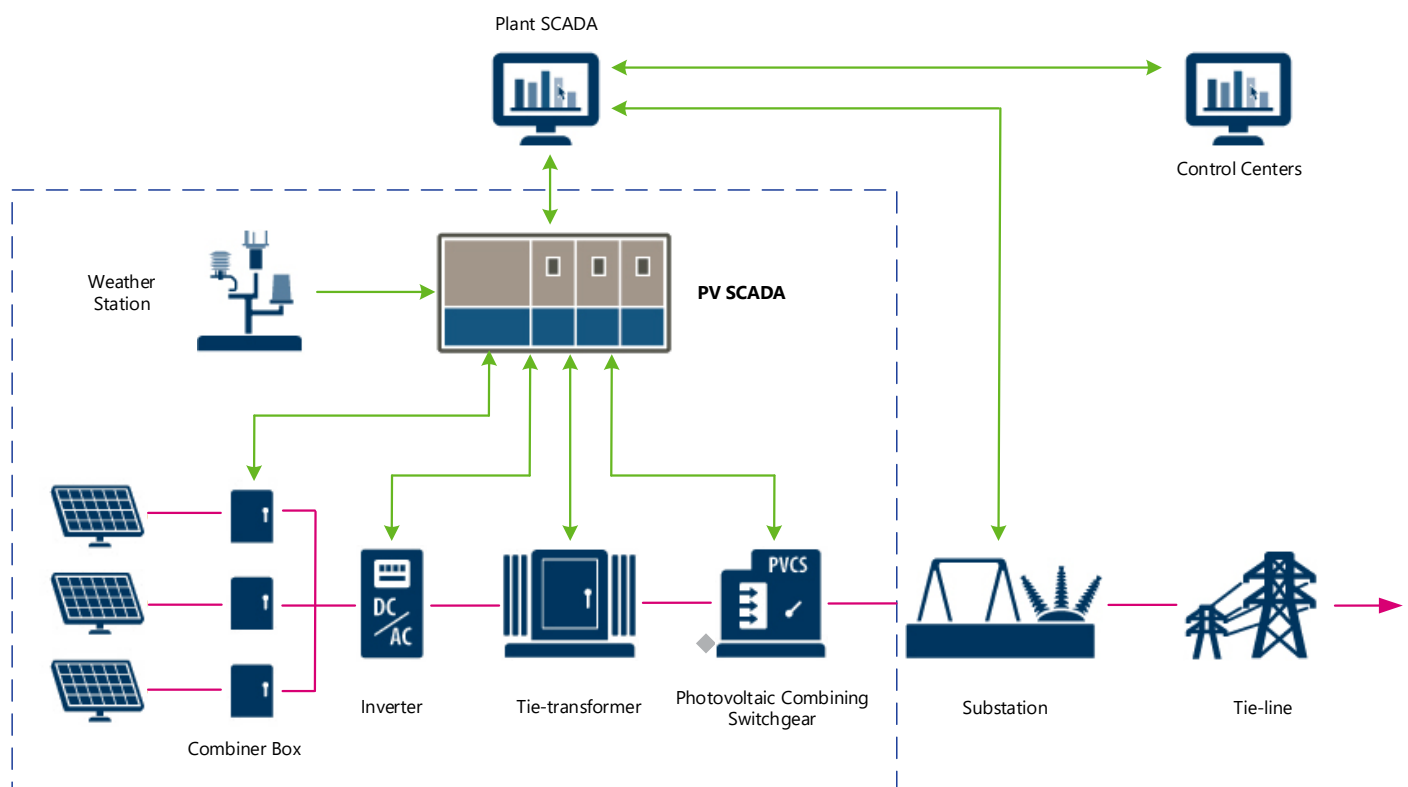 Plant SCADA
Control Centers
Weather
Station
PV SCADA
PVCS
DC
AC
Inverter
Tie-transformer
Photovoltaic Combining
Switchgear
Substation
Tie-line
Combiner Box